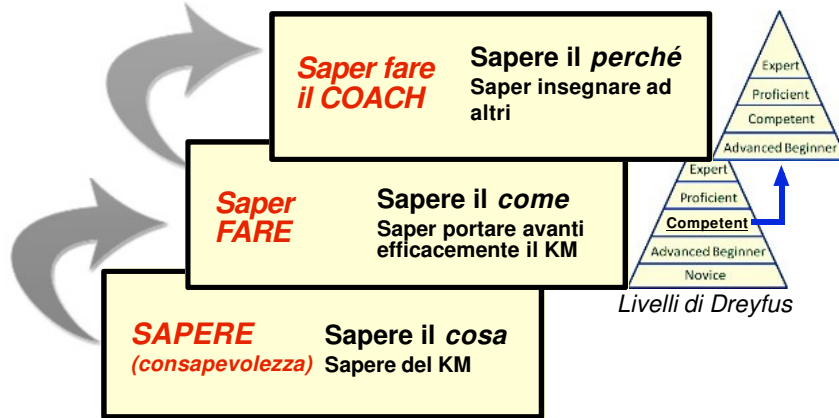 Saper fare
il COACH
Sapere il perché
Saper insegnare ad
altri
Expert
Proficient
Competent
Advanced Beginner
Saper
FARE
Sapere il come
Saper portare avanti
efficacemente il KM
Expert
Proficient
Competent
Advanced Beginner
Novice
Livelli di Dreyfus
SAPERE
(consapevolezza)
Sapere il cosa
Sapere del KM